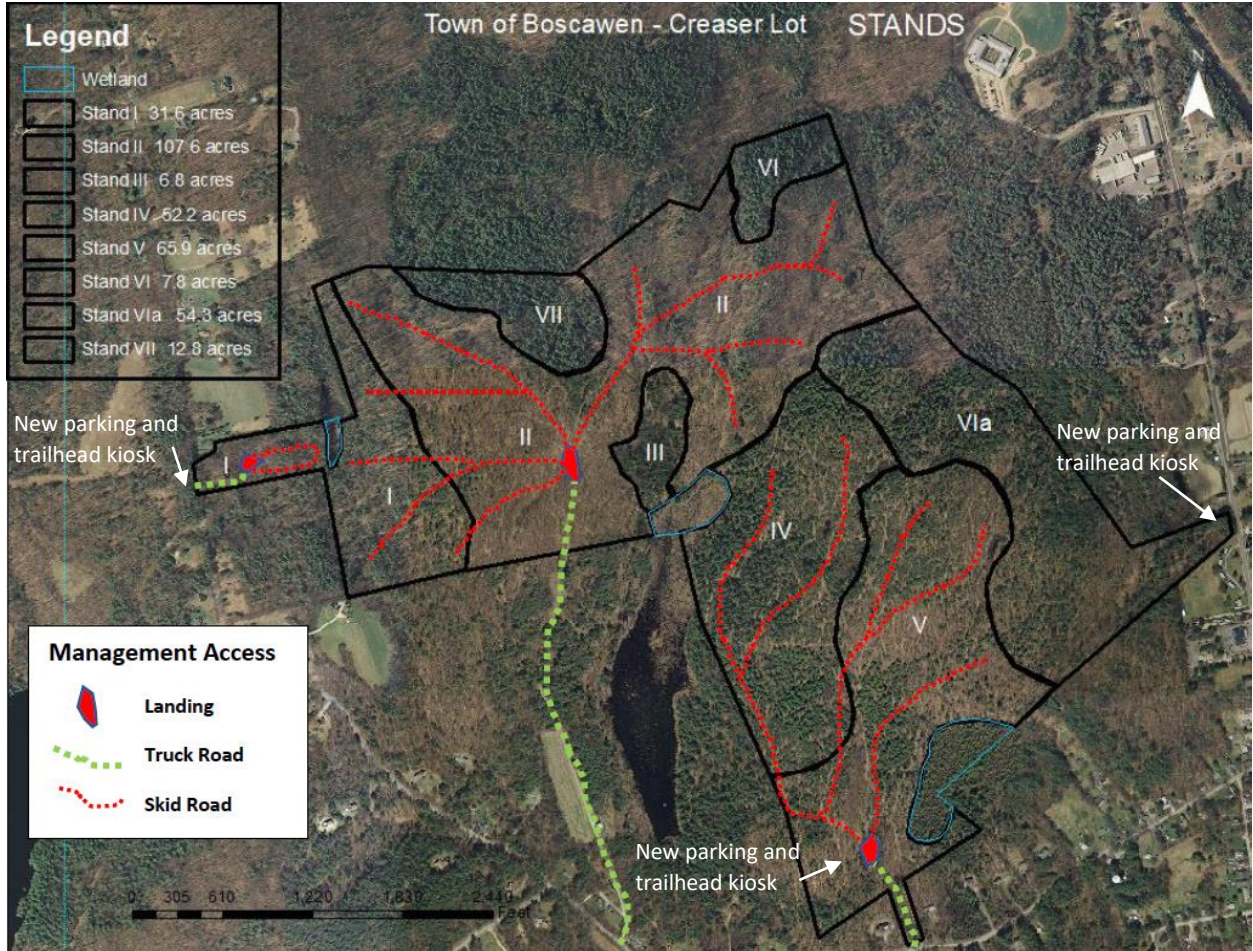 Town of Boscawen - Creaser Lot STANDS
Legend
Wetland
Stand I 31.6 acres
Stand II 107.6 acres
Stand III 6.8 acres
Stand IV 52.2 acres
Stand V 65.9 acres
Stand VI 7.8 acres
Stand VIa 54.3 acres
Stand VII 12.8 acres
N
VI
VII
II
VIa
New parking and
trailhead kiosk
New parking and
trailhead kiosk
I
II
III
I
IV
V
Management Access
Landing
Truck Road
Skid Road
New parking and
trailhead kiosk
0 305 610 1,220 1,830 2,440
Feet